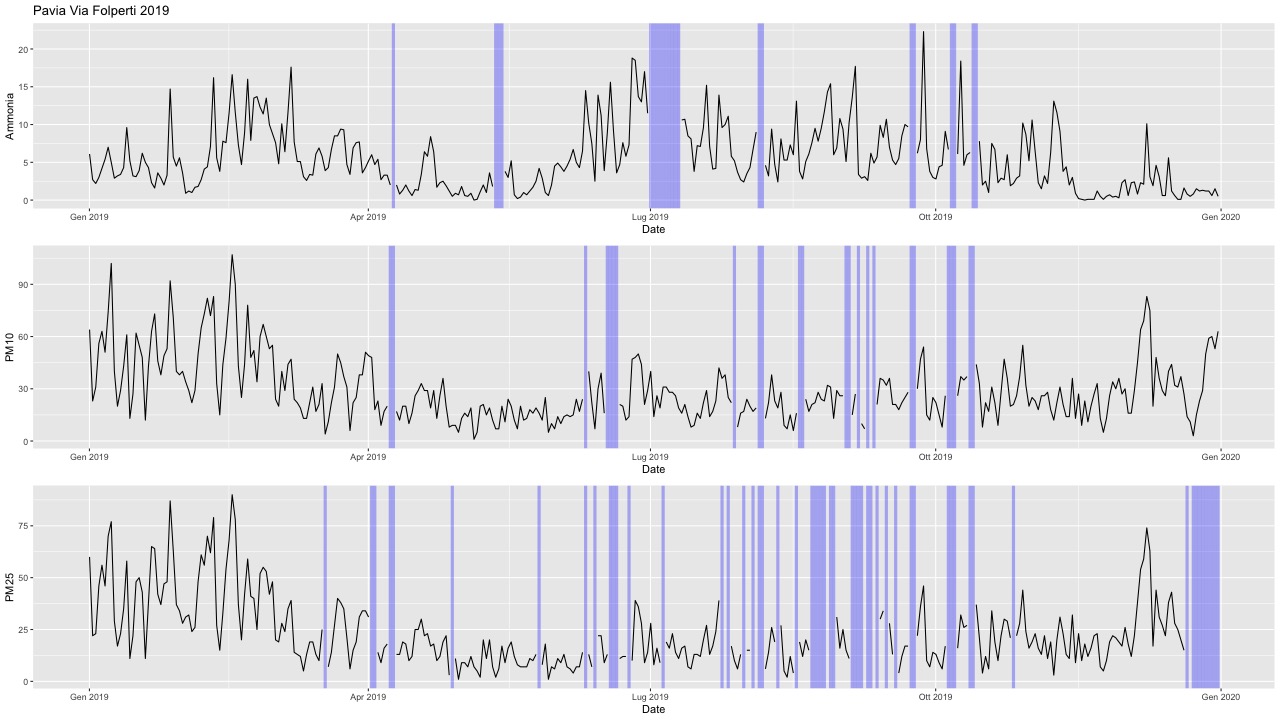 Pavia Via Folperti 2019
Ammonia
20
15
10
5
0
Gen 2019 Apr 2019 Lug 2019 Ott 2019 Gen 2020
Date
PM10
90
60
30
0
Gen 2019 Apr 2019 Lug 2019 Ott 2019 Gen 2020
Date
PM25
75
50
25
0
Gen 2019 Apr 2019 Lug 2019 Ott 2019 Gen 2020
Date